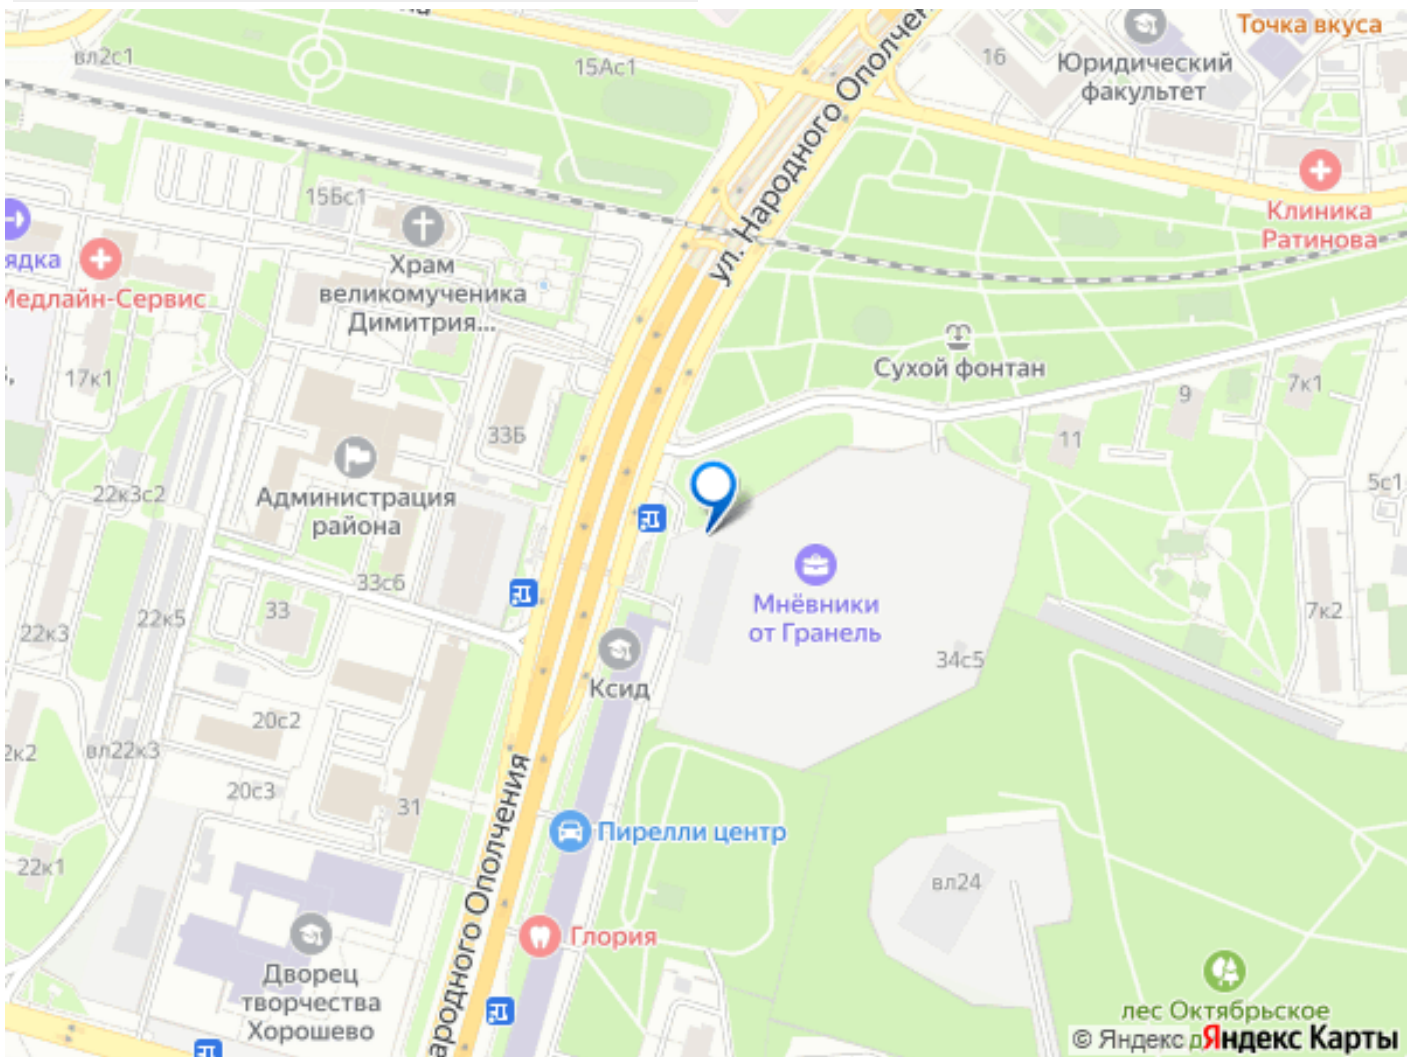 Точка вкуса
вл2с1
15Ас1
16
Юридический
факультет
ул. Народного Ополчен
15Бс1
Клиника
Ратинова
ядка
Храм
великомученика
Димитрия...
Медлайн-Сервис
Сухой фонтан
17к1
7к1
9
33Б
11
5с1
22к3с2
Администрация
района
33с6
Мнёвники
от Гранель
22к3
22к5
33
7к2
34с5
Ксид
20с2
2к2
вл22к3
20с3
31
Пирелли центр
22к1
вл24
ародного Ополчения
Глория
Дворец
творчества
Хорошево
лес Октябрьское
© Яндекс
Яндекс Карты